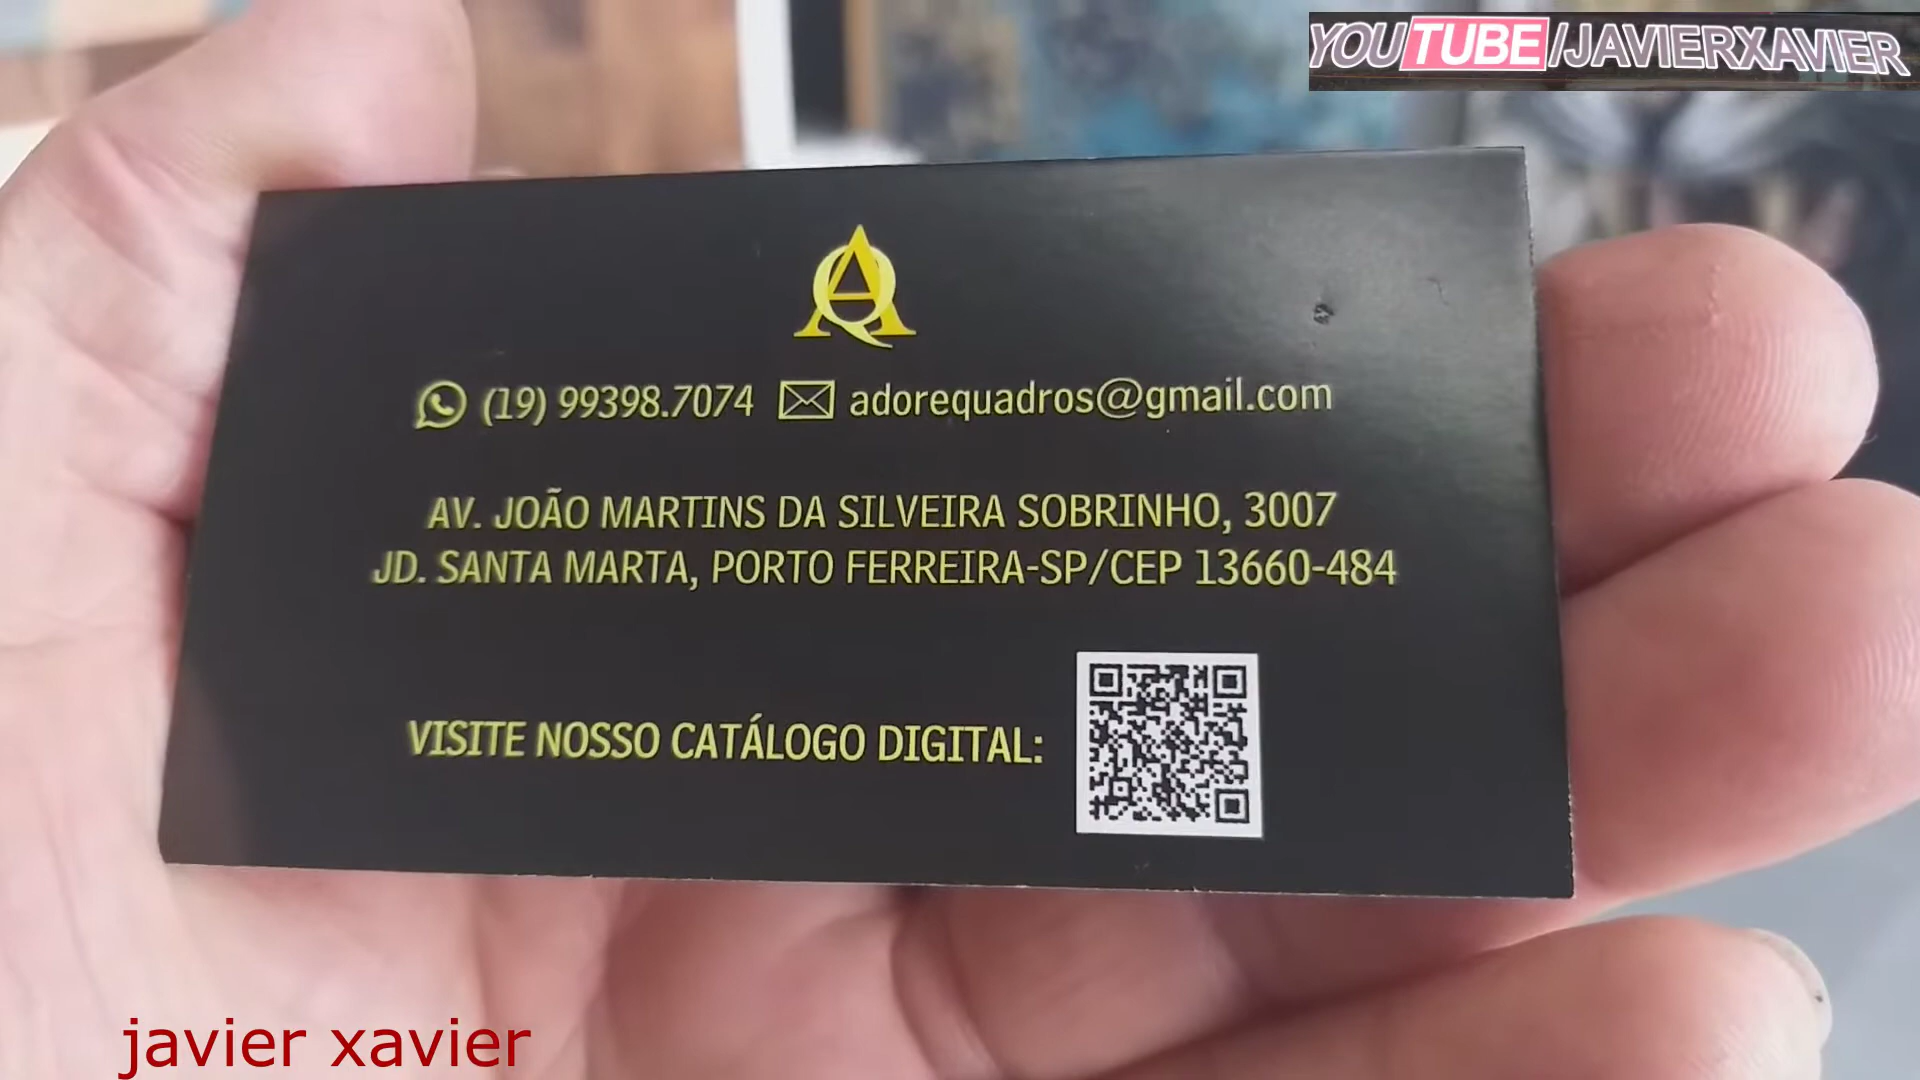 YOUTUBE/JAVIERXAVIER
AQ
(19) 99398.7074 adorequadros@gmail.com
AV. JOÃO MARTINS DA SILVEIRA SOBRINHO, 3007
JD. SANTA MARTA, PORTO FERREIRA-SP/CEP 13660-484
VISITE NOSSO CATÁLOGO DIGITAL:
javier xavier